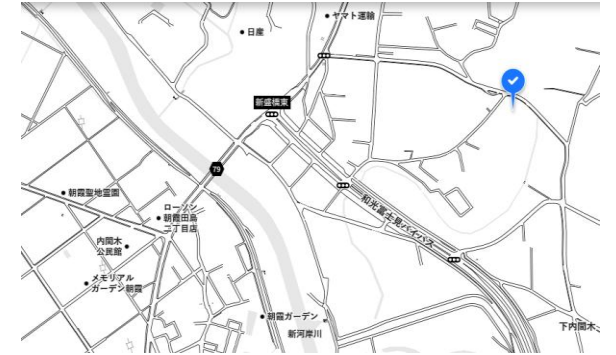 ヤマト運輸
日産
新盛橋東
79
朝霞聖地霊園
ローソン
朝霞田島
二丁目店
和光富士見バイパス
内間木
公民館
メモリアル
ガーデン朝霞
朝霞ガーデン
新河岸川
下内間木